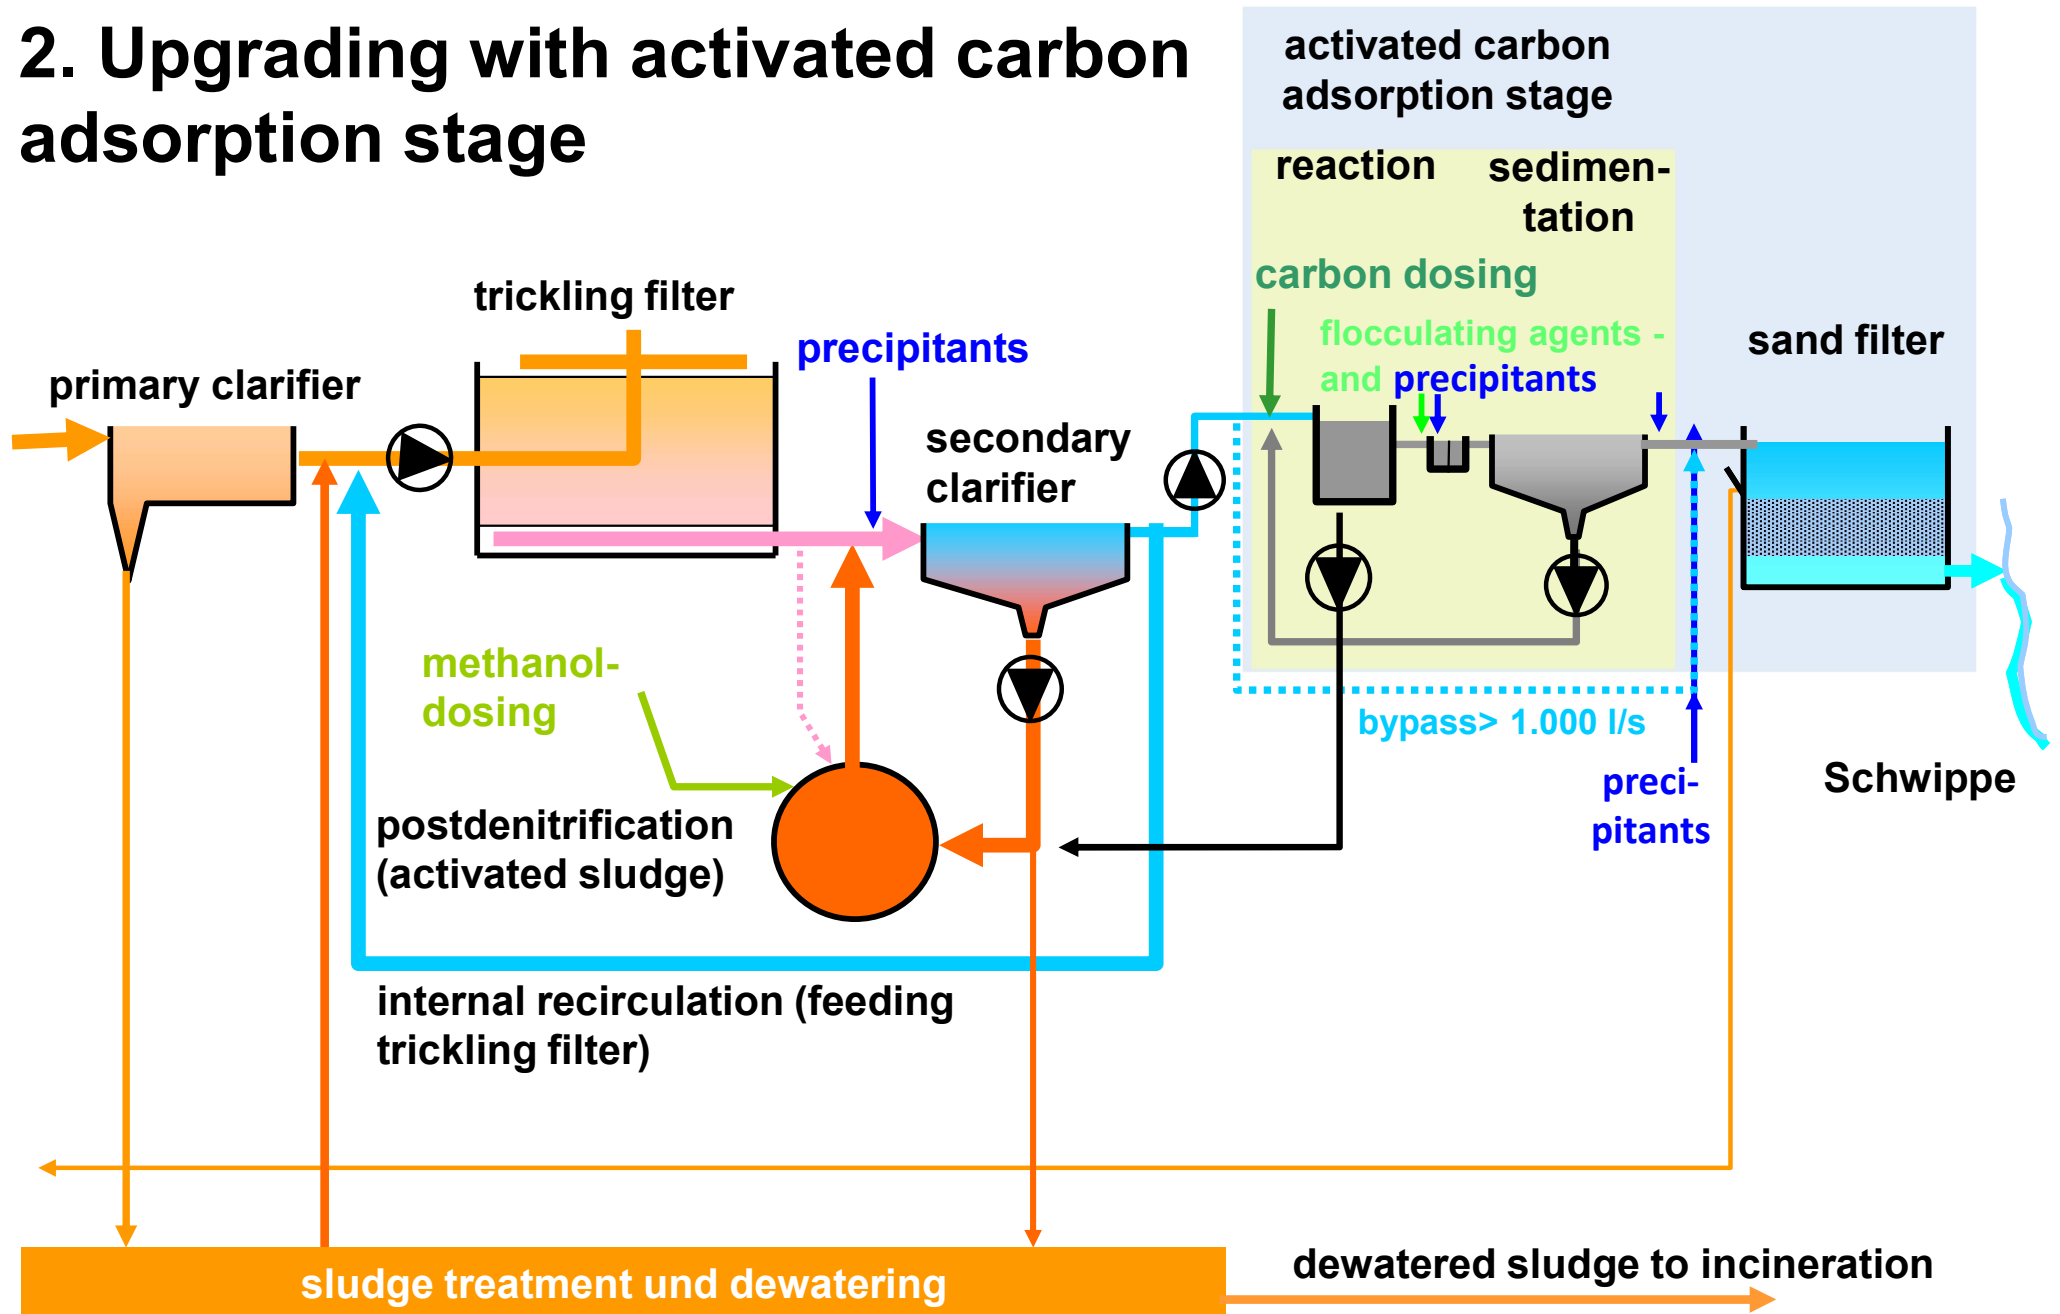 2. Upgrading with activated carbon
adsorption stage
activated carbon
adsorption stage
reaction
sedimen-
tation
carbon dosing
flocculating agents -
and precipitants
sand filter
trickling filter
precipitants
primary clarifier
secondary
clarifier
methanol-
dosing
bypass> 1.000 l/s
preci-
pitants
Schwippe
postdenitrification
(activated sludge)
internal recirculation (feeding
trickling filter)
sludge treatment und dewatering
dewatered sludge to incineration